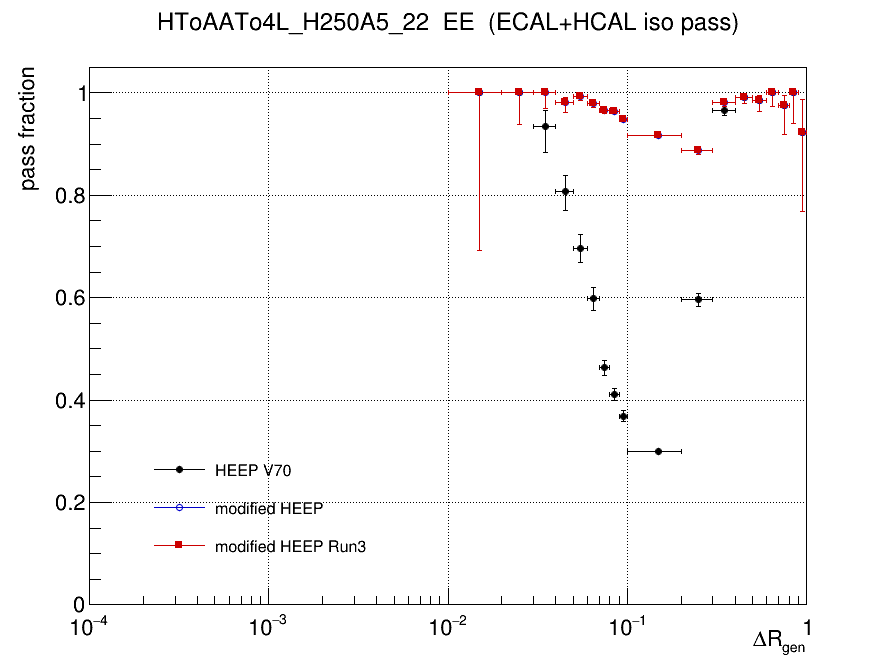 HToAATo4L_H250A5_22 EE (ECAL+HCAL iso pass)
pass fraction
1
0.8
0.6
0.4
0.2
0
HEEP V70
modified HEEP
modified HEEP Run3
10⁻⁴ 10⁻³ 10⁻² 10⁻¹ 1
ΔRgen